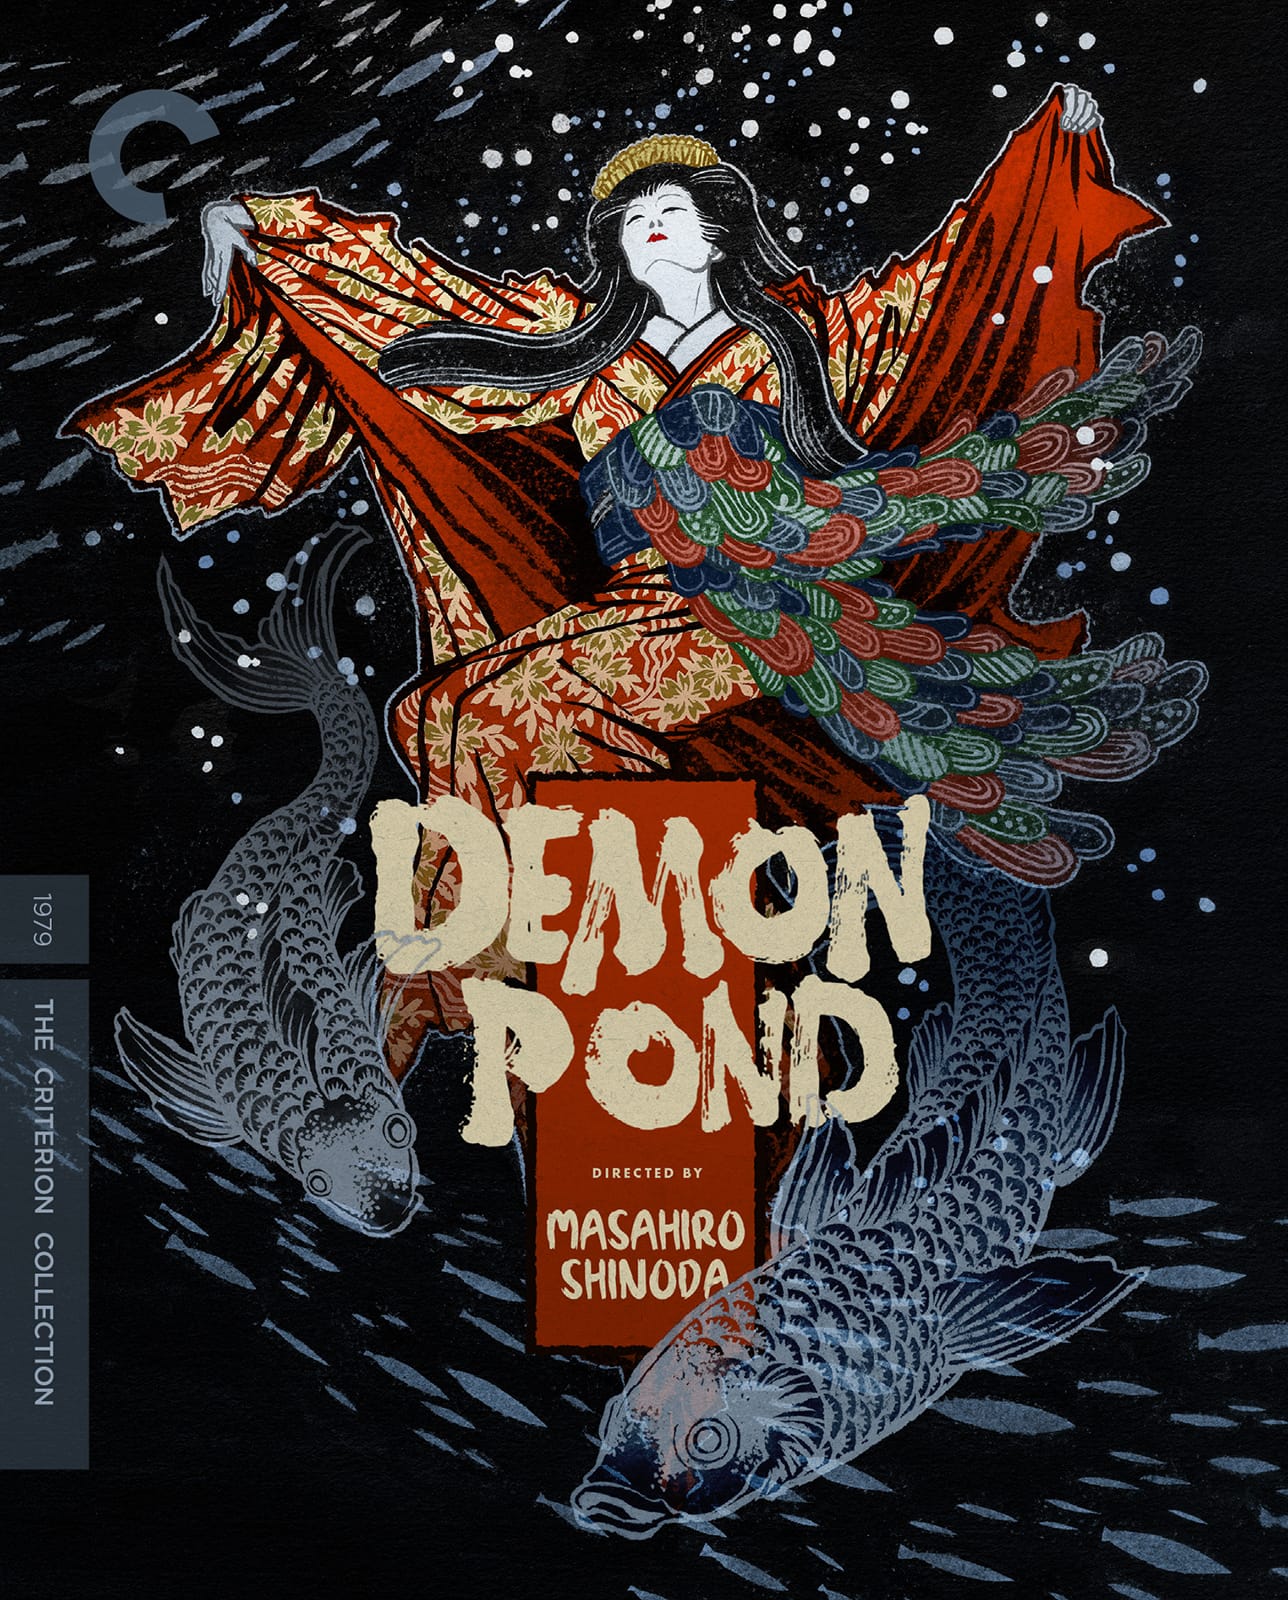 DEMON
POND
DIRECTED BY
MASAHIRO
SHINODA
1979
THE CRITERION COLLECTION